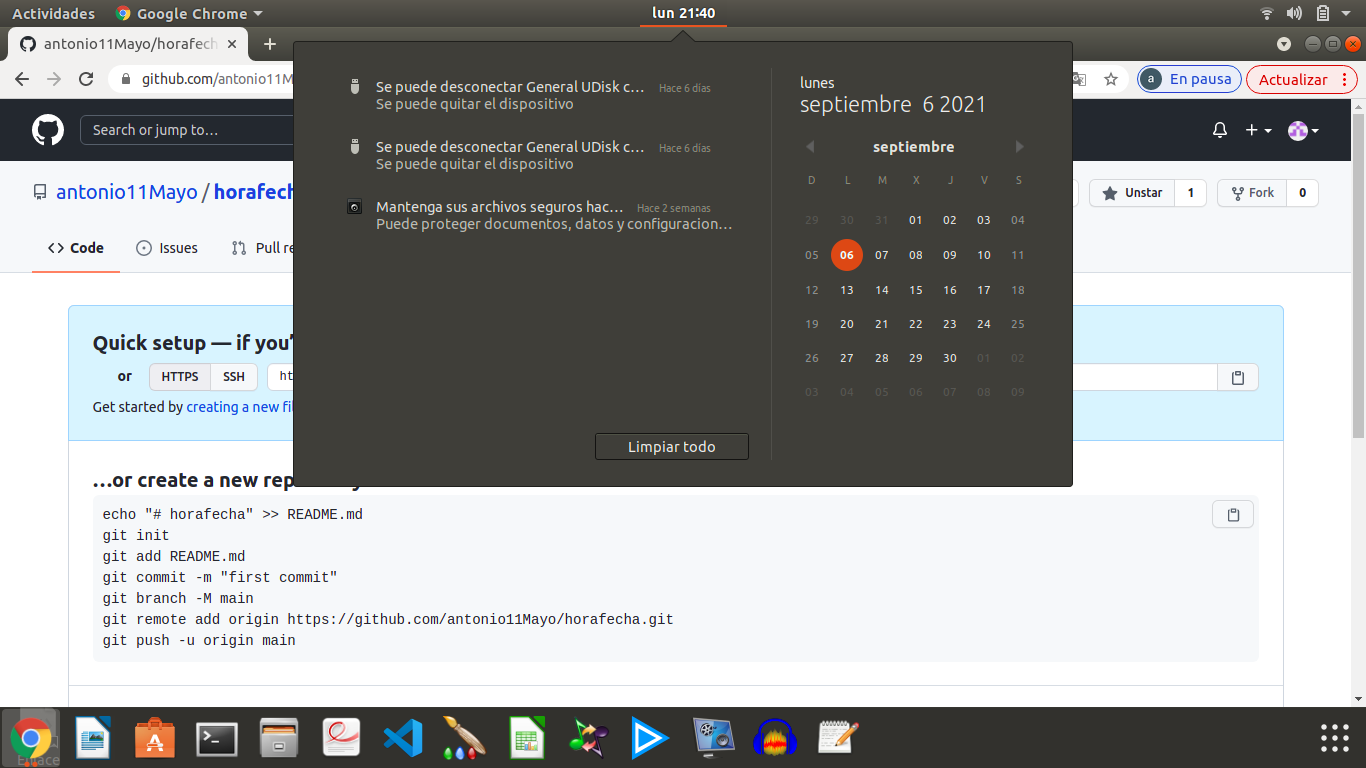 Actividades Google Chrome lun 21:40
antonio11Mayo/horafech
github.com/antonio11M En pausa Actualizar
a
Search or jump to…
antonio11Mayo / horafech Unstar 1 Fork 0
Code Issues Pull re
Se puede desconectar General UDisk c… Hace 6 días
Se puede quitar el dispositivo
Se puede desconectar General UDisk c… Hace 6 días
Se puede quitar el dispositivo
Mantenga sus archivos seguros hac… Hace 2 semanas
Puede proteger documentos, datos y configuracion…
Limpiar todo
lunes
septiembre 6 2021
septiembre
D L M X J V S
29 30 31 01 02 03 04
05 06 07 08 09 10 11
12 13 14 15 16 17 18
19 20 21 22 23 24 25
26 27 28 29 30 01 02
03 04 05 06 07 08 09
Quick setup — if you’
or HTTPS SSH ht
Get started by creating a new fi
…or create a new rep
echo "# horafecha" >> README.md
git init
git add README.md
git commit -m "first commit"
git branch -M main
git remote add origin https://github.com/antonio11Mayo/horafecha.git
git push -u origin main
Enlace